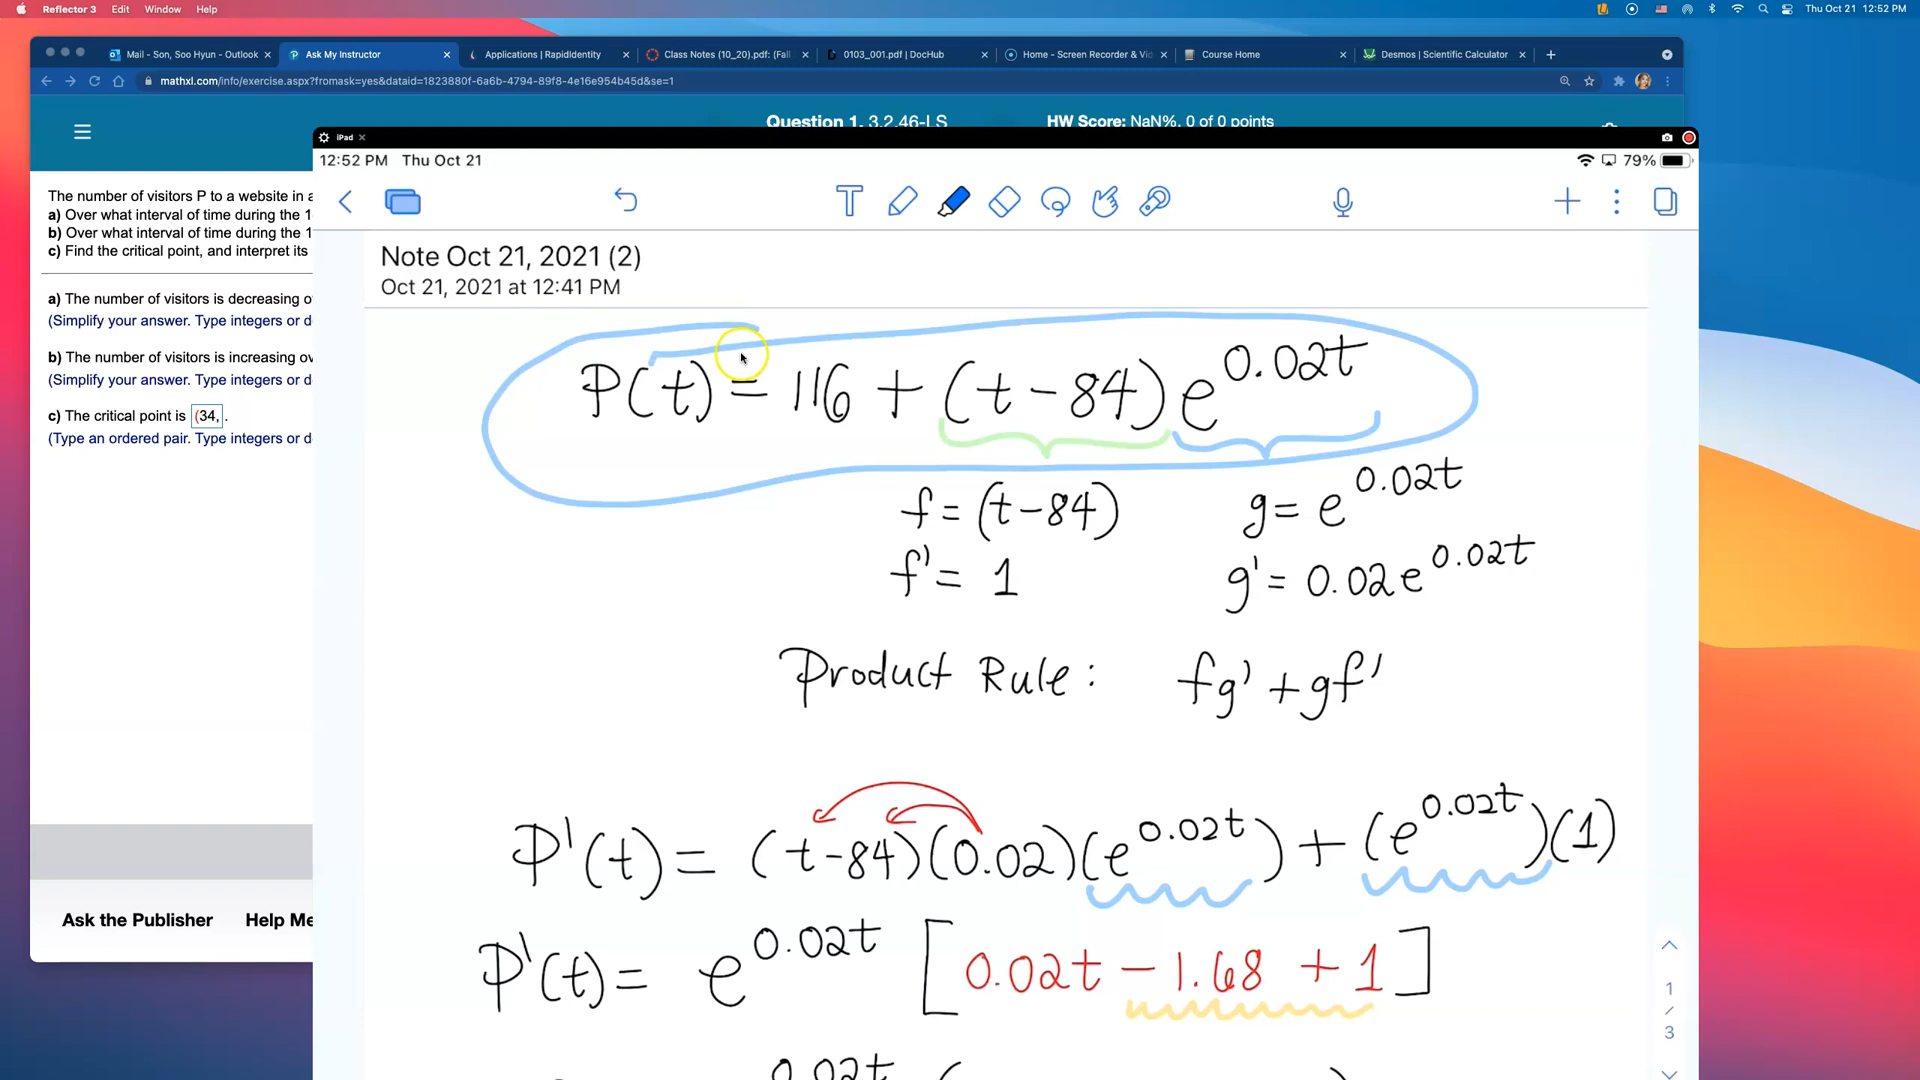 Reflector 3 Edit Window Help Thu Oct 21 12:52 PM
Mail - Son, Soo Hyun - Outlook Ask My Instructor Applications | RapidIdentity Class Notes (10_20).pdf: (Fall 0103_001.pdf | DocHub Home - Screen Recorder & Vi Course Home Desmos | Scientific Calculator
mathxl.com/info/exercise.aspx?fromask=yes&dataid=1823880f-6a6b-4794-89f8-4e16e954b45d&se=1
Question 1, 3.2.46-LS HW Score: NaN%, 0 of 0 points
iPad
12:52 PM Thu Oct 21 79%
The number of visitors P to a website in a
a) Over what interval of time during the 1
b) Over what interval of time during the 1
c) Find the critical point, and interpret its
a) The number of visitors is decreasing o
(Simplify your answer. Type integers or d
b) The number of visitors is increasing ov
(Simplify your answer. Type integers or d
c) The critical point is (34, .
(Type an ordered pair. Type integers or d
Ask the Publisher Help Me
T
Note Oct 21, 2021 (2)
Oct 21, 2021 at 12:41 PM
P(t) = 116 + (t-84)e^0.02t
f = (t-84) g = e^0.02t
f' = 1 g' = 0.02e^0.02t
Product Rule: fg' + gf'
P'(t) = (t-84)(0.02)(e^0.02t) + (e^0.02t)(1)
P'(t) = e^0.02t [0.02t - 1.68 + 1]
1
/
3